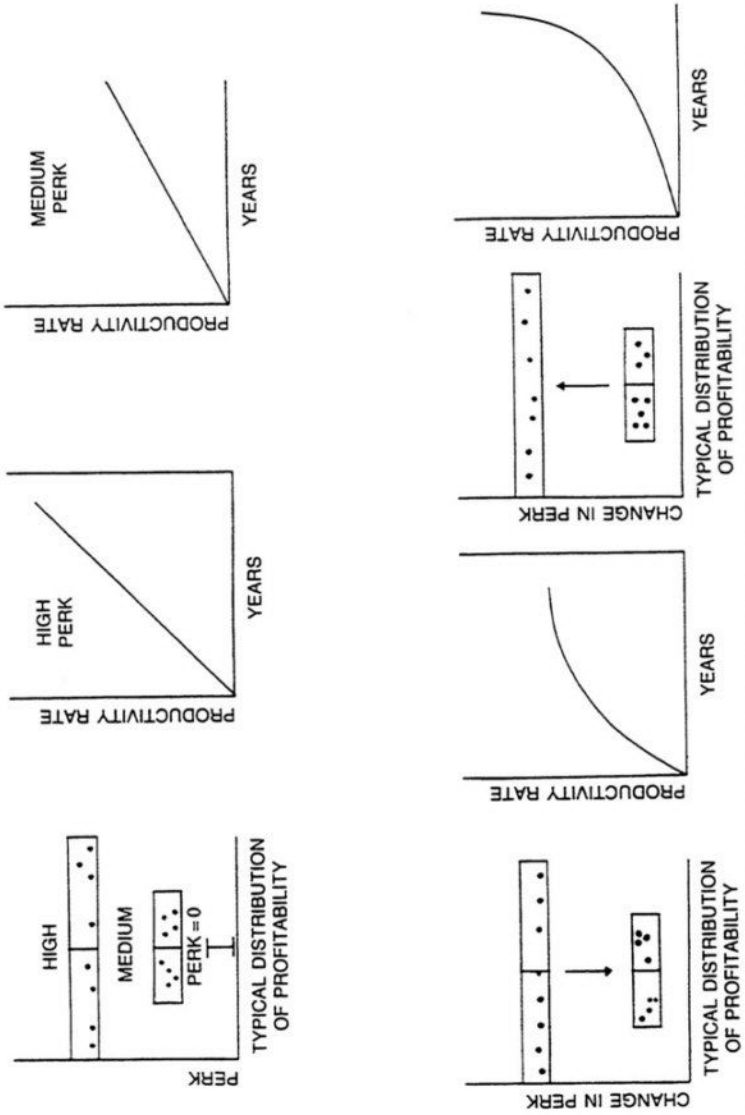 HIGH
MEDIUM
PERK = 0
PERK
TYPICAL DISTRIBUTION
OF PROFITABILITY
HIGH
PERK
PRODUCTIVITY RATE
YEARS
MEDIUM
PERK
PRODUCTIVITY RATE
YEARS
CHANGE IN PERK
TYPICAL DISTRIBUTION
OF PROFITABILITY
PRODUCTIVITY RATE
YEARS
CHANGE IN PERK
TYPICAL DISTRIBUTION
OF PROFITABILITY
PRODUCTIVITY RATE
YEARS